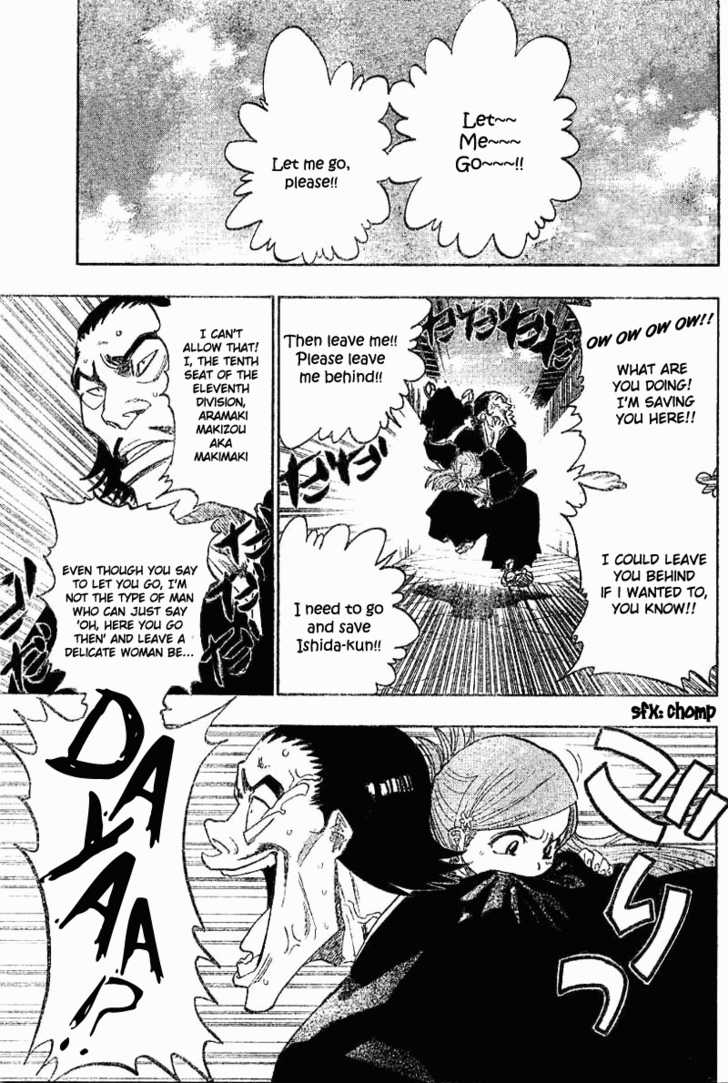 Let~~
Me~~~
Go~~~!!
Let me go,
please!!
OW OW OW OW!!
WHAT ARE
YOU DOING!
I'M SAVING
YOU HERE!!
Then leave me!!
Please leave
me behind!!
I COULD LEAVE
YOU BEHIND
IF I WANTED TO,
YOU KNOW!!
I need to go
and save
Ishida-kun!!
I CAN'T
ALLOW THAT!
I, THE TENTH
SEAT OF THE
ELEVENTH
DIVISION,
ARAMAKI
MAKIZOU
AKA
MAKIMAKI
EVEN THOUGH YOU SAY
TO LET YOU GO, I'M
NOT THE TYPE OF MAN
WHO CAN JUST SAY
'OH, HERE YOU GO
THEN' AND LEAVE A
DELICATE WOMAN BE...
sfx: chomp
DA
YAA
A?